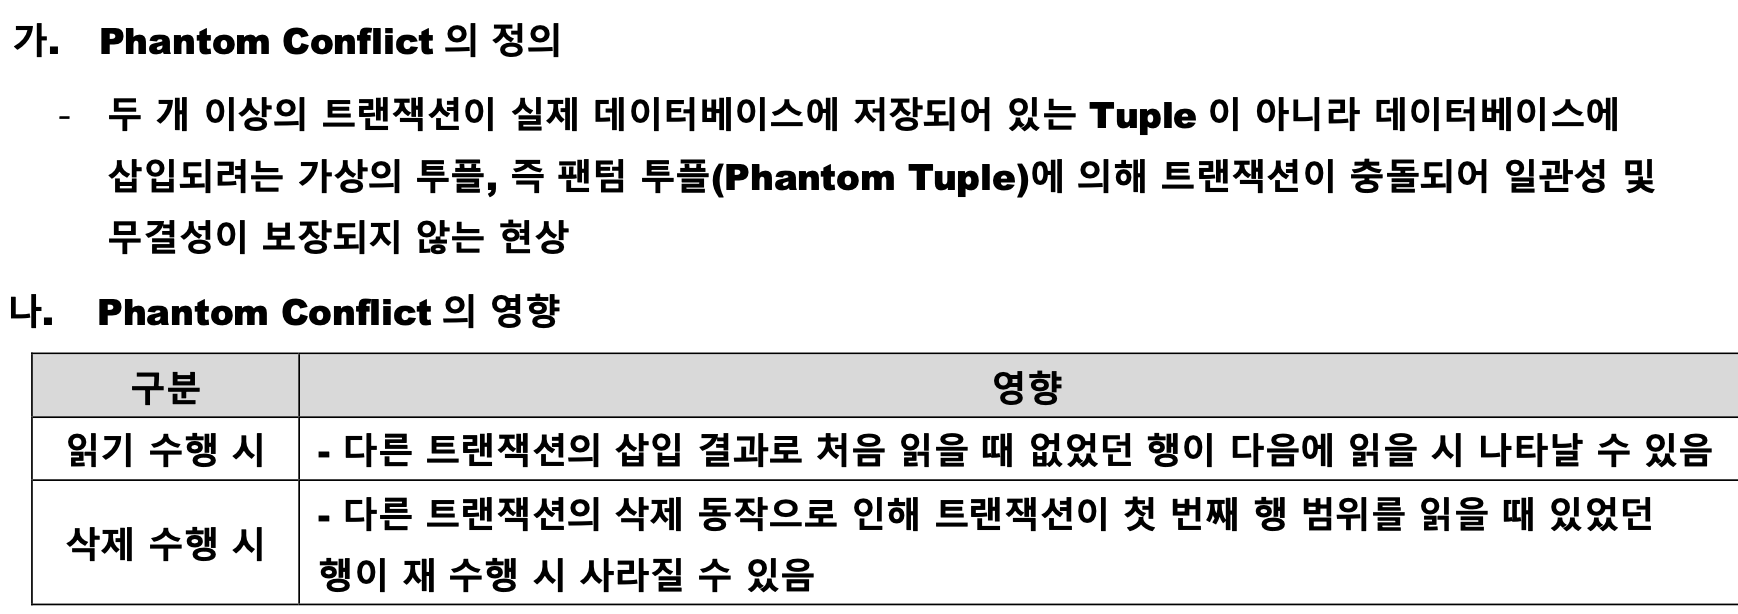 가. Phantom Conflict 의 정의
- 두 개 이상의 트랜잭션이 실제 데이터베이스에 저장되어 있는 Tuple 이 아니라 데이터베이스에
삽입되려는 가상의 투플, 즉 팬텀 투플(Phantom Tuple)에 의해 트랜잭션이 충돌되어 일관성 및
무결성이 보장되지 않는 현상
나. Phantom Conflict 의 영향
구분 영향
읽기 수행 시 - 다른 트랜잭션의 삽입 결과로 처음 읽을 때 없었던 행이 다음에 읽을 시 나타날 수 있음
삭제 수행 시 - 다른 트랜잭션의 삭제 동작으로 인해 트랜잭션이 첫 번째 행 범위를 읽을 때 있었던
행이 재 수행 시 사라질 수 있음